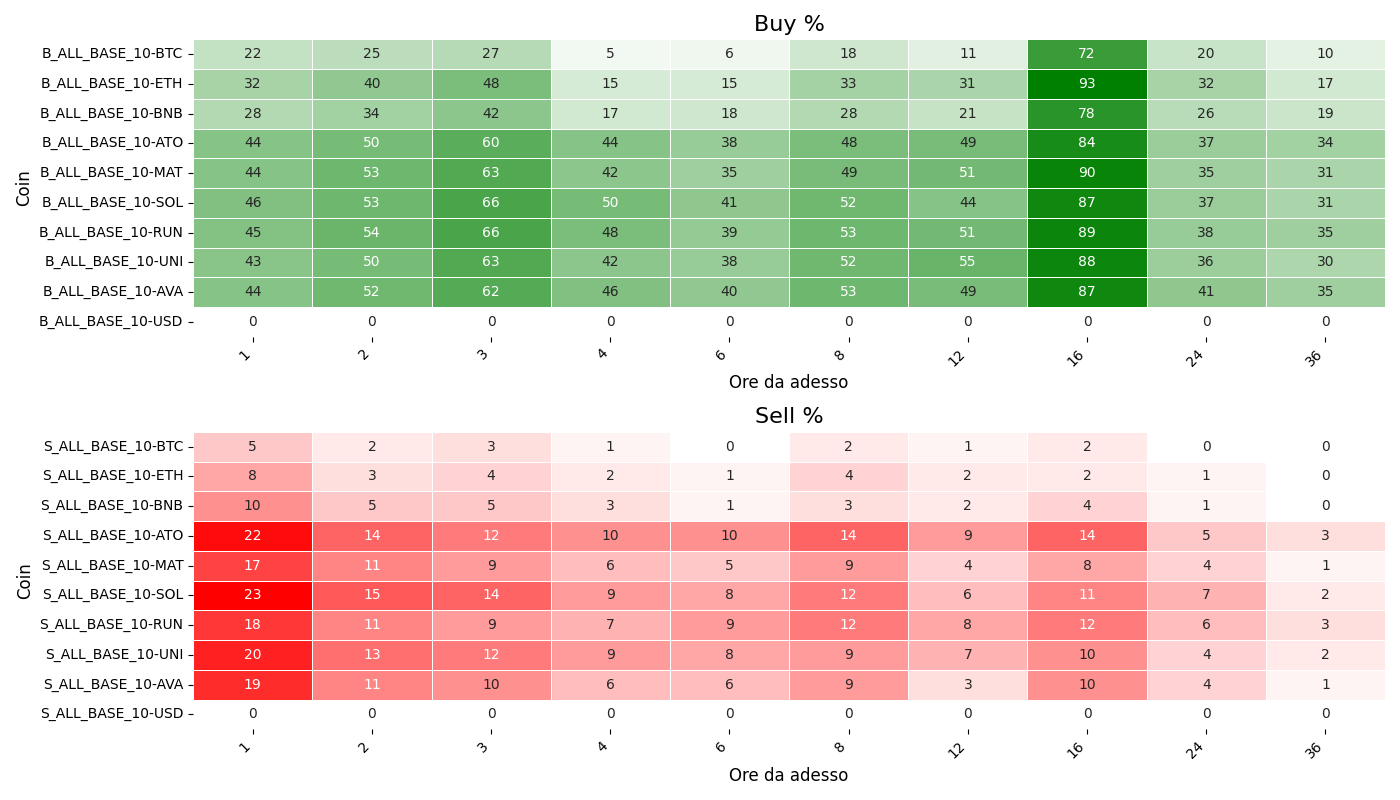 Buy %
Coin
B_ALL_BASE_10-BTC 22 25 27 5 6 18 11 72 20 10
B_ALL_BASE_10-ETH 32 40 48 15 15 33 31 93 32 17
B_ALL_BASE_10-BNB 28 34 42 17 18 28 21 78 26 19
B_ALL_BASE_10-ATO 44 50 60 44 38 48 49 84 37 34
B_ALL_BASE_10-MAT 44 53 63 42 35 49 51 90 35 31
B_ALL_BASE_10-SOL 46 53 66 50 41 52 44 87 37 31
B_ALL_BASE_10-RUN 45 54 66 48 39 53 51 89 38 35
B_ALL_BASE_10-UNI 43 50 63 42 38 52 55 88 36 30
B_ALL_BASE_10-AVA 44 52 62 46 40 53 49 87 41 35
B_ALL_BASE_10-USD 0 0 0 0 0 0 0 0 0 0
1 2 3 4 6 8 12 16 24 36
Ore da adesso
Sell %
Coin
S_ALL_BASE_10-BTC 5 2 3 1 0 2 1 2 0 0
S_ALL_BASE_10-ETH 8 3 4 2 1 4 2 2 1 0
S_ALL_BASE_10-BNB 10 5 5 3 1 3 2 4 1 0
S_ALL_BASE_10-ATO 22 14 12 10 10 14 9 14 5 3
S_ALL_BASE_10-MAT 17 11 9 6 5 9 4 8 4 1
S_ALL_BASE_10-SOL 23 15 14 9 8 12 6 11 7 2
S_ALL_BASE_10-RUN 18 11 9 7 9 12 8 12 6 3
S_ALL_BASE_10-UNI 20 13 12 9 8 9 7 10 4 2
S_ALL_BASE_10-AVA 19 11 10 6 6 9 3 10 4 1
S_ALL_BASE_10-USD 0 0 0 0 0 0 0 0 0 0
1 2 3 4 6 8 12 16 24 36
Ore da adesso